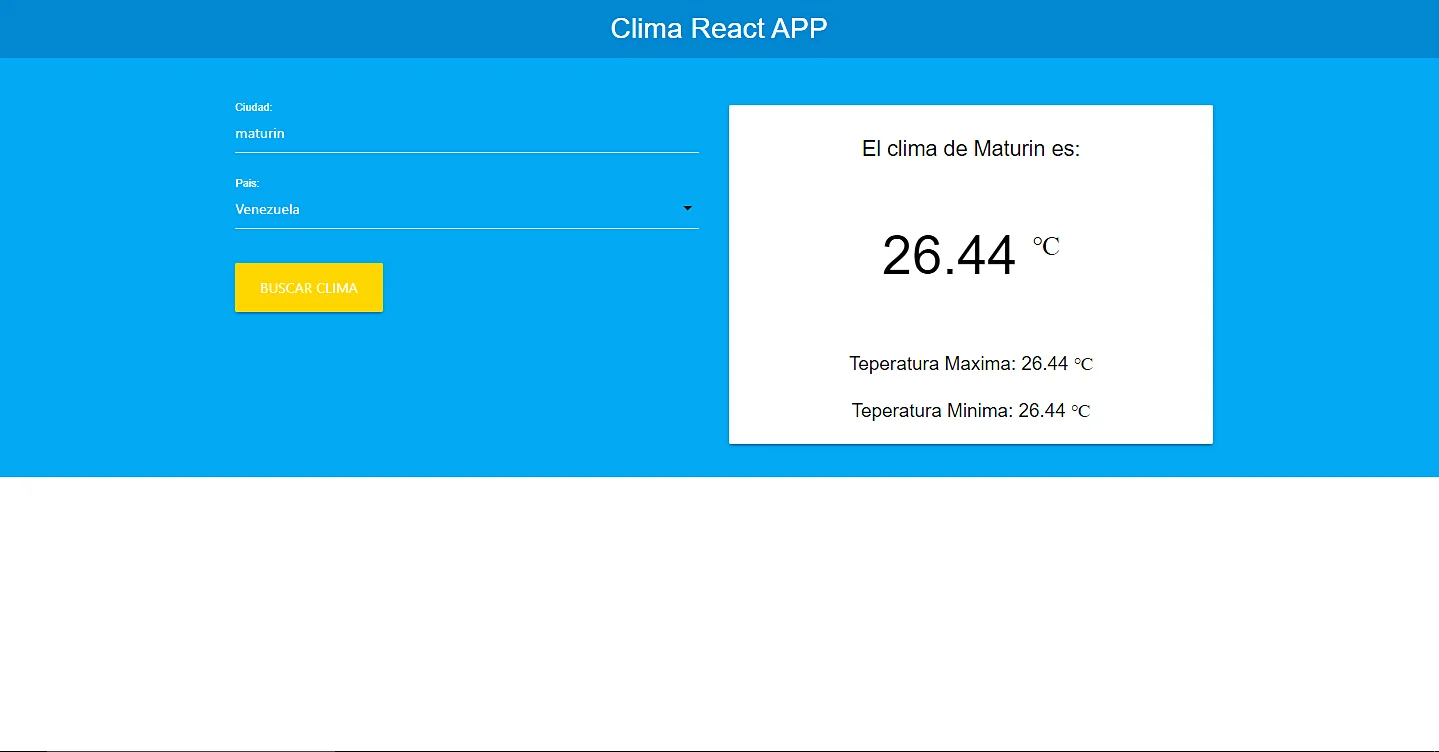 Clima React APP
Ciudad:
maturin
Pais:
Venezuela
BUSCAR CLIMA
El clima de Maturin es:
26.44 ℃
Teperatura Maxima: 26.44 ℃
Teperatura Minima: 26.44 ℃